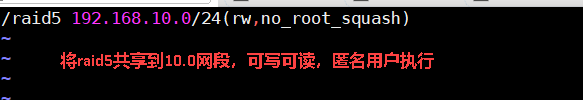 /raid5 192.168.10.0/24(rw,no_root_squash)
~
~
将raid5共享到10.0网段，可写可读，匿名用户执行
~
~